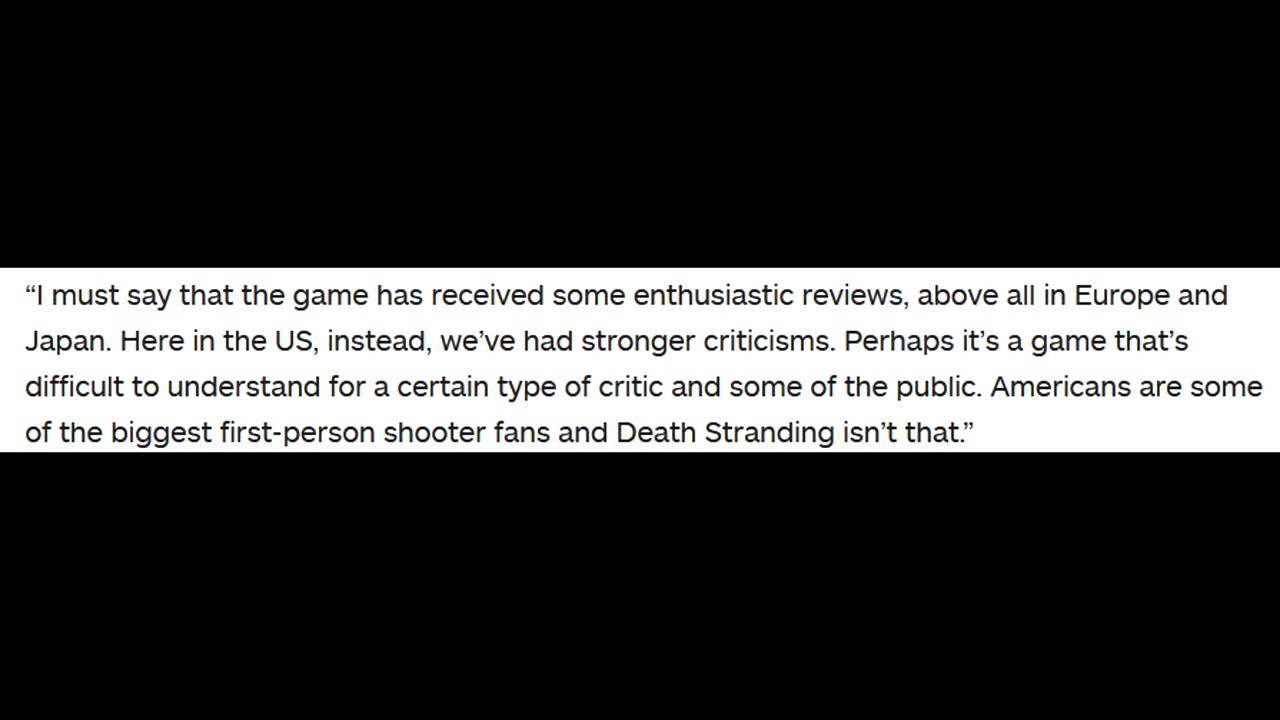 “I must say that the game has received some enthusiastic reviews, above all in Europe and
Japan. Here in the US, instead, we’ve had stronger criticisms. Perhaps it’s a game that’s
difficult to understand for a certain type of critic and some of the public. Americans are some
of the biggest first-person shooter fans and Death Stranding isn’t that.”